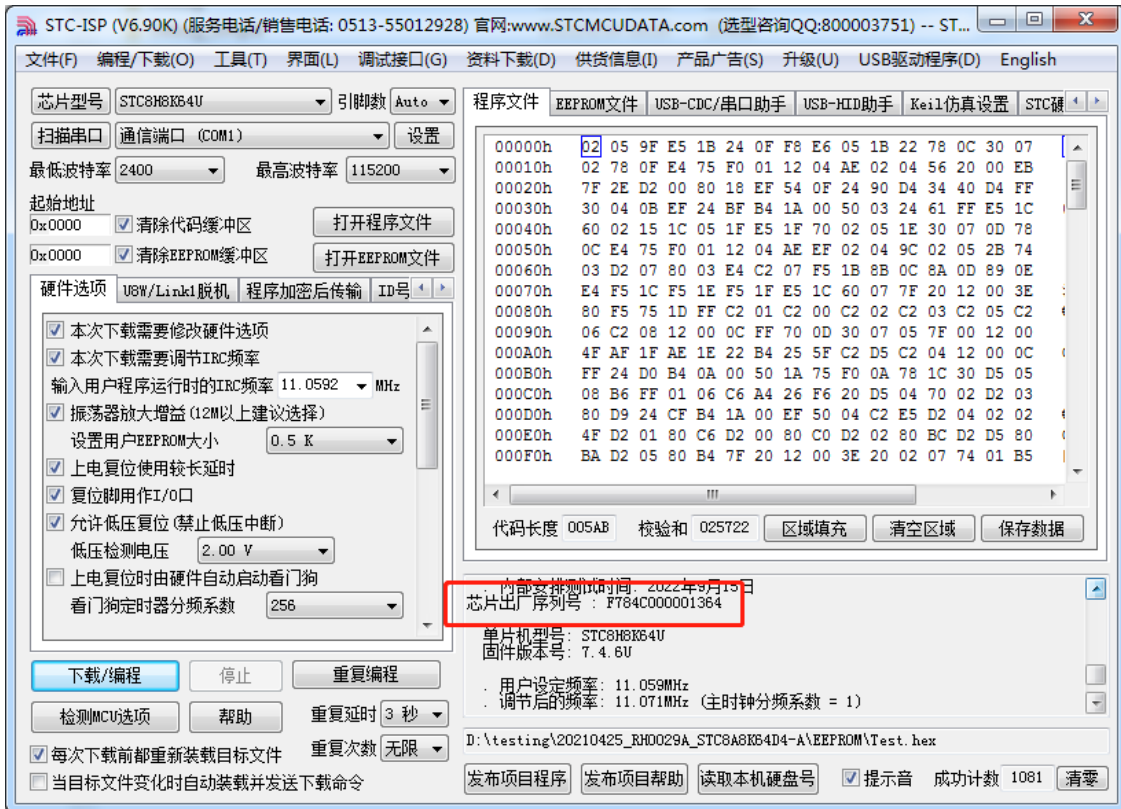 STC-ISP (V6.90K) (服务电话/销售电话: 0513-55012928) 官网:www.STCMCUDATA.com (选型咨询QQ:800003751) -- ST...
文件(F) 编程/下载(O) 工具(T) 界面(L) 调试接口(G) 资料下载(D) 供货信息(I) 产品广告(S) 升级(U) USB驱动程序(D) English
芯片型号 STC8H8K64U 引脚数 Auto
扫描串口 通信端口 (COM1) 设置
最低波特率 2400 最高波特率 115200
起始地址
0x0000 清除代码缓冲区 打开程序文件
0x0000 清除EEPROM缓冲区 打开EEPROM文件
硬件选项 U8W/Link1脱机 程序加密后传输 ID号
本次下载需要修改硬件选项
本次下载需要调节IRC频率
输入用户程序运行时的IRC频率 11.0592 MHz
振荡器放大增益(12M以上建议选择)
设置用户EEPROM大小 0.5 K
上电复位使用较长延时
复位脚用作I/O口
允许低压复位(禁止低压中断)
低压检测电压 2.00 V
上电复位时由硬件自动启动看门狗
看门狗定时器分频系数 256
下载/编程 停止 重复编程
检测MCU选项 帮助 重复延时 3 秒
每次下载前都重新装载目标文件 重复次数 无限
当目标文件变化时自动装载并发送下载命令
程序文件 EEPROM文件 USB-CDC/串口助手 USB-HID助手 Keil仿真设置 STC硬
00000h 02 05 9F E5 1B 24 0F F8 E6 05 1B 22 78 0C 30 07
00010h 02 78 0F E4 75 F0 01 12 04 AE 02 04 56 20 00 EB
00020h 7F 2E D2 00 80 18 EF 54 0F 24 90 D4 34 40 D4 FF
00030h 30 04 0B EF 24 BF B4 1A 00 50 03 24 61 FF E5 1C
00040h 60 02 15 1C 05 1F E5 1F 70 02 05 1E 30 07 0D 78
00050h 0C E4 75 F0 01 12 04 AE EF 02 04 9C 02 05 2B 74
00060h 03 D2 07 80 03 E4 C2 07 F5 1B 8B 0C 8A 0D 89 0E
00070h E4 F5 1C F5 1E F5 1F E5 1C 60 07 7F 20 12 00 3E
00080h 80 F5 75 1D FF C2 01 C2 00 C2 02 C2 03 C2 05 C2
00090h 06 C2 08 12 00 0C FF 70 0D 30 07 05 7F 00 12 00
000A0h 4F AF 1F AE 1E 22 B4 25 5F C2 D5 C2 04 12 00 0C
000B0h FF 24 D0 B4 0A 00 50 1A 75 F0 0A 78 1C 30 D5 05
000C0h 08 B6 FF 01 06 C6 A4 26 F6 20 D5 04 70 02 D2 03
000D0h 80 D9 24 CF B4 1A 00 EF 50 04 C2 E5 D2 04 02 02
000E0h 4F D2 01 80 C6 D2 00 80 C0 D2 02 80 BC D2 D5 80
000F0h BA D2 05 80 B4 7F 20 12 00 3E 20 02 07 74 01 B5
代码长度 005AB 校验和 025722 区域填充 清空区域 保存数据
. 内部安排测试时间: 2022年9月15日
芯片出厂序列号 : F784C000001364
单片机型号: STC8H8K64U
固件版本号: 7.4.6U
. 用户设定频率: 11.059MHz
. 调节后的频率: 11.071MHz (主时钟分频系数 = 1)
D:\testing\20210425_RH0029A_STC8A8K64D4-A\EEPROM\Test.hex
发布项目程序 发布项目帮助 读取本机硬盘号 提示音 成功计数 1081 清零